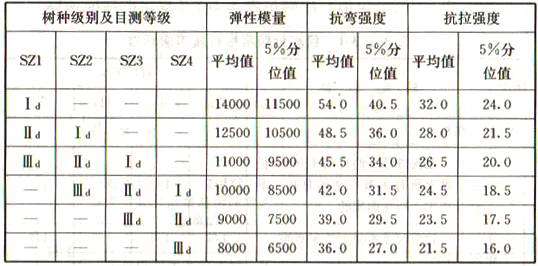 树种级别及目测等级 弹性模量 抗弯强度 抗拉强度
SZ1 SZ2 SZ3 SZ4 平均值 5%分位值 平均值 5%分位值 平均值 5%分位值
Ⅰd — — — 14000 11500 54.0 40.5 32.0 24.0
Ⅱd Ⅰd — — 12500 10500 48.5 36.0 28.0 21.5
Ⅲd Ⅱd Ⅰd — 11000 9500 45.5 34.0 26.5 20.0
— Ⅲd Ⅱd Ⅰd 10000 8500 42.0 31.5 24.5 18.5
— — Ⅲd Ⅱd 9000 7500 39.0 29.5 23.5 17.5
— — — Ⅲd 8000 6500 36.0 27.0 21.5 16.0